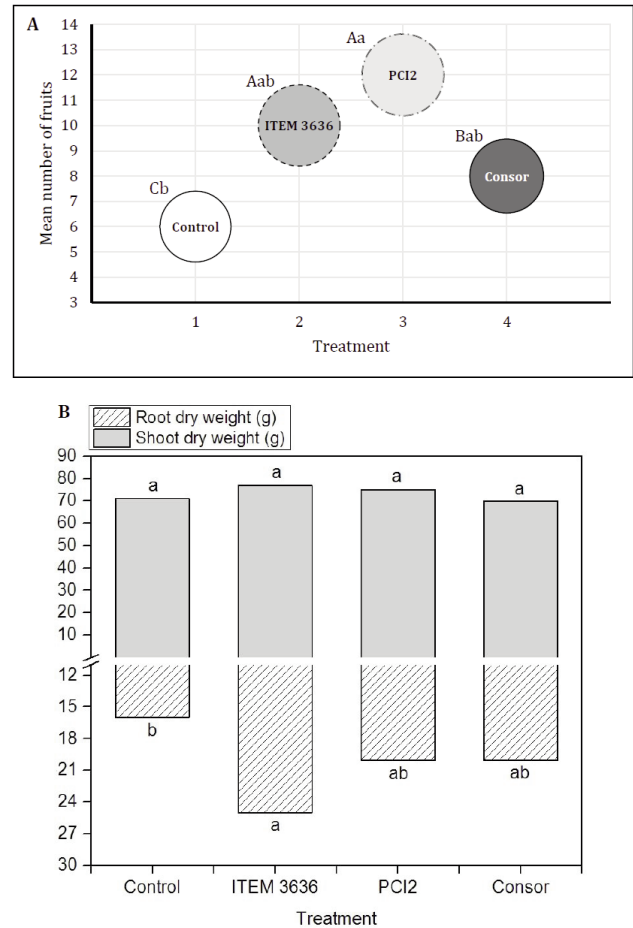 A
Mean number of fruits
14
13
12
11
10
9
8
7
6
5
4
3
Aa
PCI2
Aab
ITEM 3636
Bab
Consor
Cb
Control
1 2 3 4
Treatment
B
Root dry weight (g)
Shoot dry weight (g)
90
80
70
60
50
40
30
20
10
12
15
18
21
24
27
30
a a a a
b a ab ab
Control ITEM 3636 PCI2 Consor
Treatment